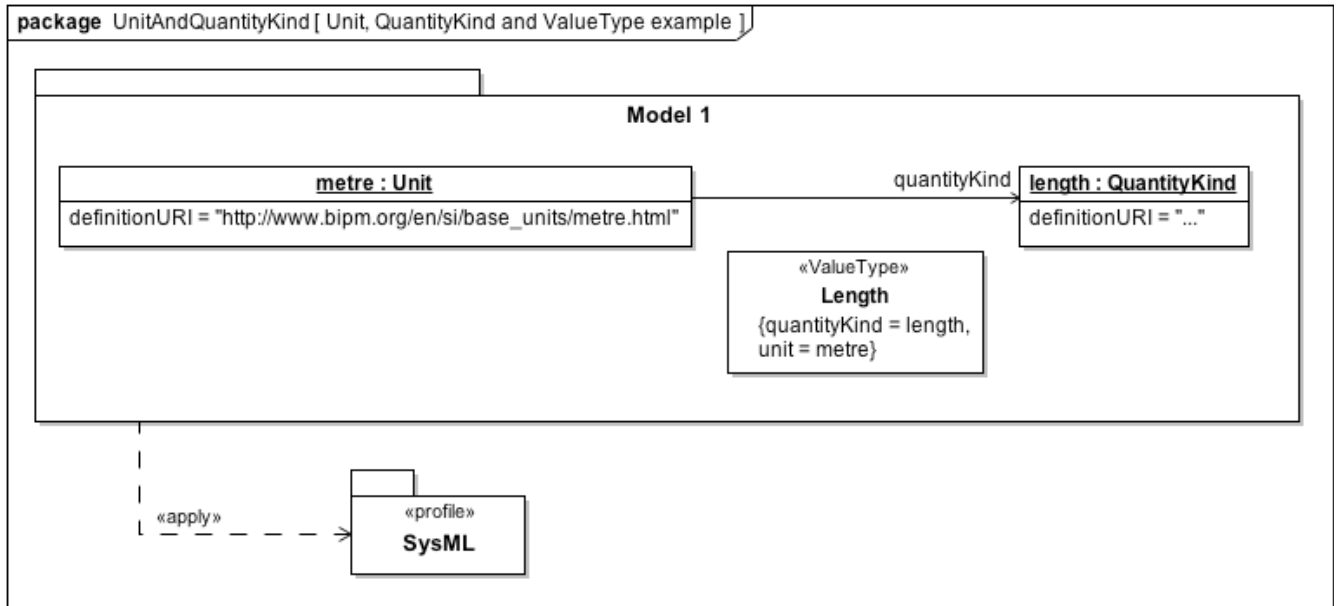 package UnitAndQuantityKind [ Unit, QuantityKind and ValueType example ]
Model 1
metre : Unit
definitionURI = "http://www.bipm.org/en/si/base_units/metre.html"
quantityKind
length : QuantityKind
definitionURI = "..."
«ValueType»
Length
{quantityKind = length,
unit = metre}
«apply»
«profile»
SysML